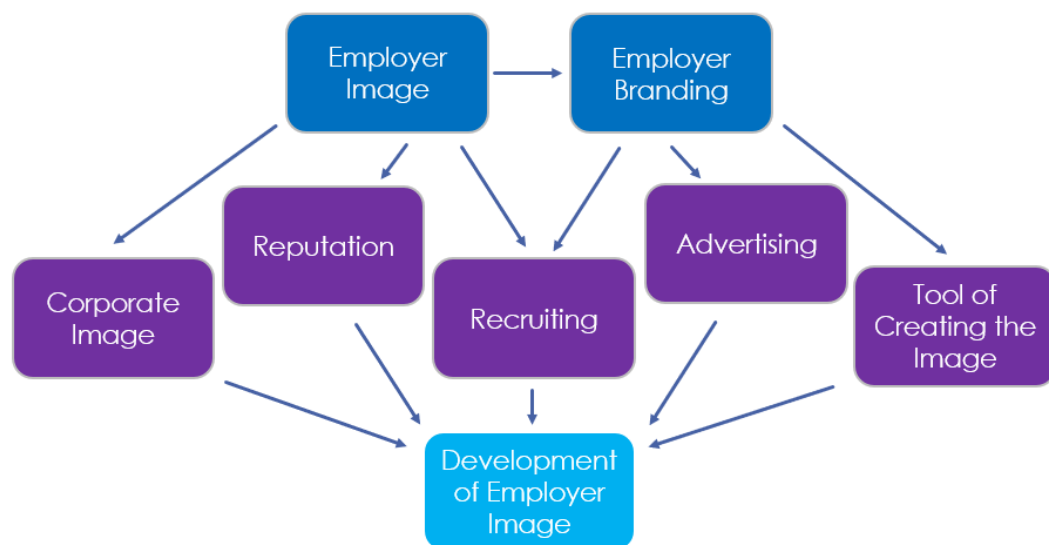 Employer
Image
Employer
Branding
Reputation
Advertising
Corporate
Image
Recruiting
Tool of
Creating the
Image
Development
of Employer
Image